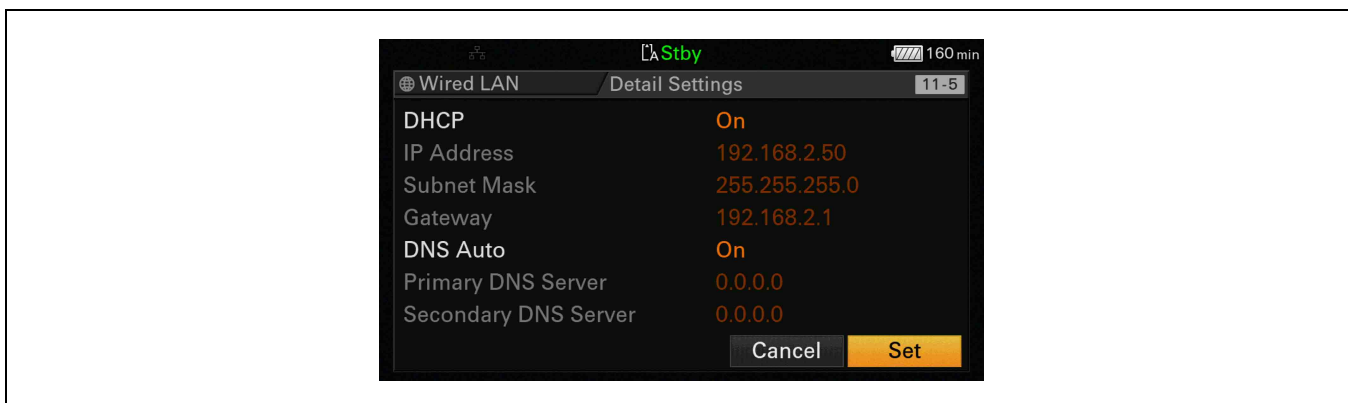 Stby 160 min
Wired LAN Detail Settings 11-5
DHCP On
IP Address 192.168.2.50
Subnet Mask 255.255.255.0
Gateway 192.168.2.1
DNS Auto On
Primary DNS Server 0.0.0.0
Secondary DNS Server 0.0.0.0
Cancel Set